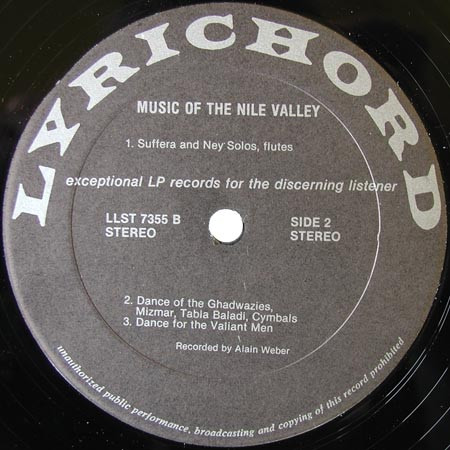 LYRICHORD
MUSIC OF THE NILE VALLEY
1. Suffera and Ney Solos, flutes
exceptional LP records for the discerning listener
LLST 7355 B
STEREO
SIDE 2
STEREO
2. Dance of the Ghadwazies,
Mizmar, Tabla Baladi, Cymbals
3. Dance for the Valiant Men
Recorded by Alain Weber
unauthorized public performance, broadcasting and copying of this record prohibited